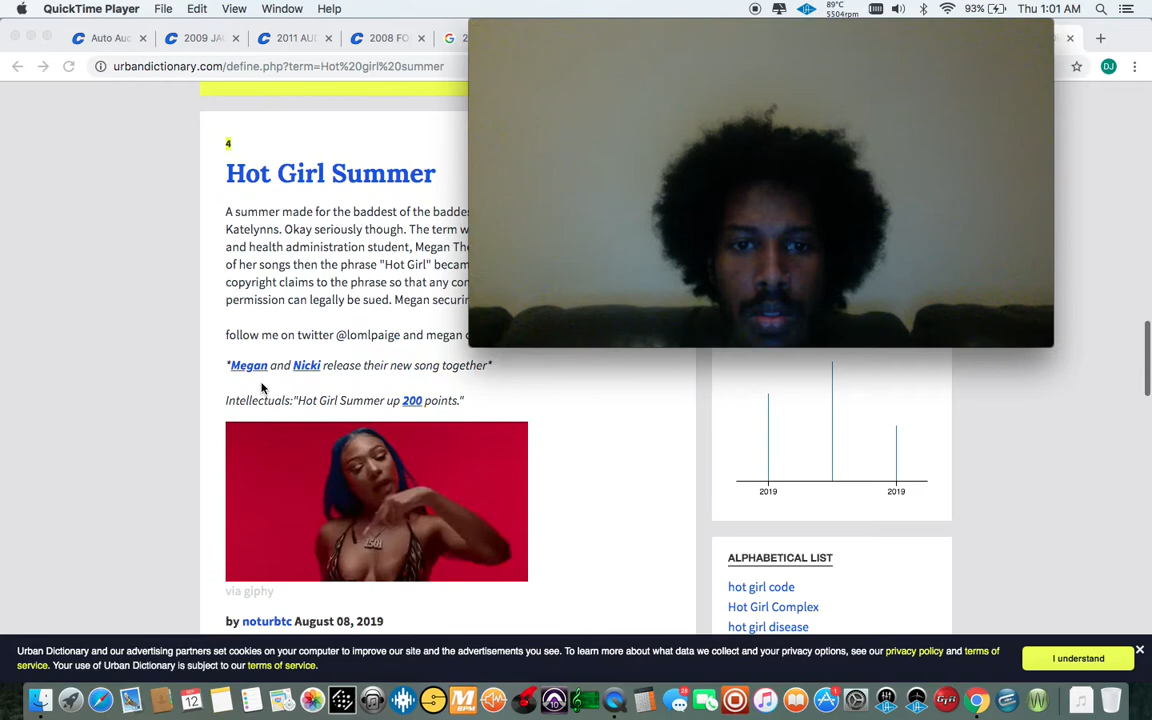 QuickTime Player File Edit View Window Help 89°C 5504rpm 93% Thu 1:01 AM
Auto Auc 2009 JA 2011 AUD 2008 FO 2
urbandictionary.com/define.php?term=Hot%20girl%20summer DJ
4
Hot Girl Summer
A summer made for the baddest of the
Katelynns. Okay seriously though. The term
and health administration student, Megan
of her songs then the phrase "Hot Girl"
copyright claims to the phrase so that any
permission can legally be sued. Megan
follow me on twitter @lomlpaige and megan
*Megan and Nicki release their new song together*
Intellectuals:"Hot Girl Summer up 200 points."
1501
via giphy
by noturbtc August 08, 2019
2019 2019
ALPHABETICAL LIST
hot girl code
Hot Girl Complex
hot girl disease
Urban Dictionary and our advertising partners set cookies on your computer to improve our site and the advertisements you see. To learn more about what data we collect and your privacy options, see our privacy policy and terms of
service. Your use of Urban Dictionary is subject to our terms of service.
I understand
SEP
12